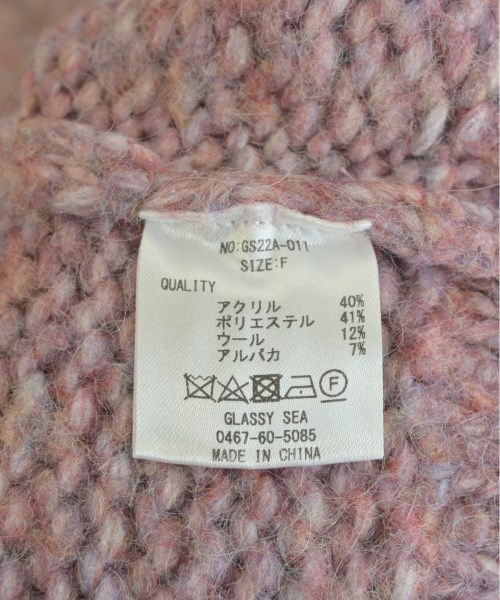 NO:GS22A-011
SIZE:F
QUALITY
アクリル 40%
ポリエステル 41%
ウール 12%
アルパカ 7%
F
GLASSY SEA
0467-60-5085
MADE IN CHINA